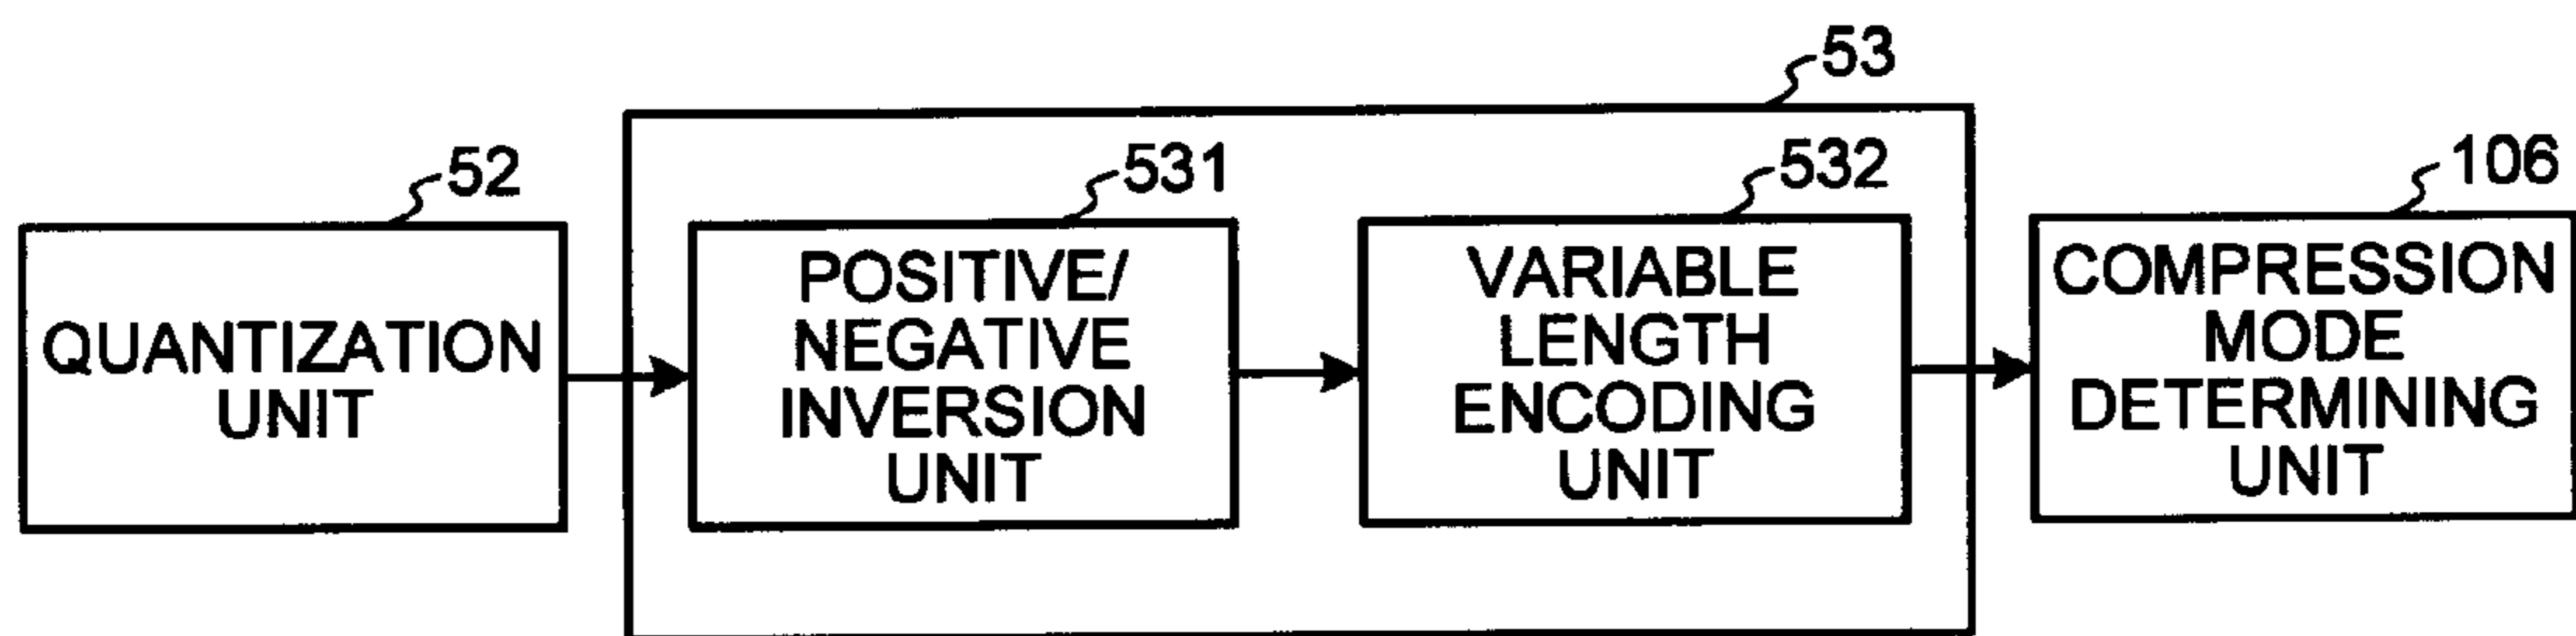 53
52
531
532
106
QUANTIZATION
UNIT
POSITIVE/
NEGATIVE
INVERSION
UNIT
VARIABLE
LENGTH
ENCODING
UNIT
COMPRESSION
MODE
DETERMINING
UNIT